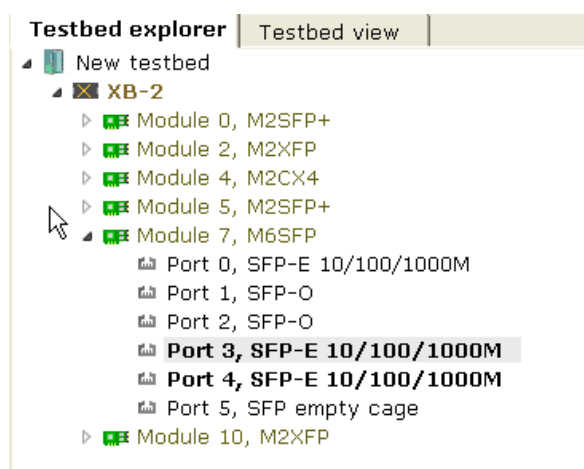 Testbed explorer Testbed view
New testbed
XB-2
Module 0, M2SFP+
Module 2, M2XFP
Module 4, M2CX4
Module 5, M2SFP+
Module 7, M6SFP
Port 0, SFP-E 10/100/1000M
Port 1, SFP-O
Port 2, SFP-O
Port 3, SFP-E 10/100/1000M
Port 4, SFP-E 10/100/1000M
Port 5, SFP empty cage
Module 10, M2XFP